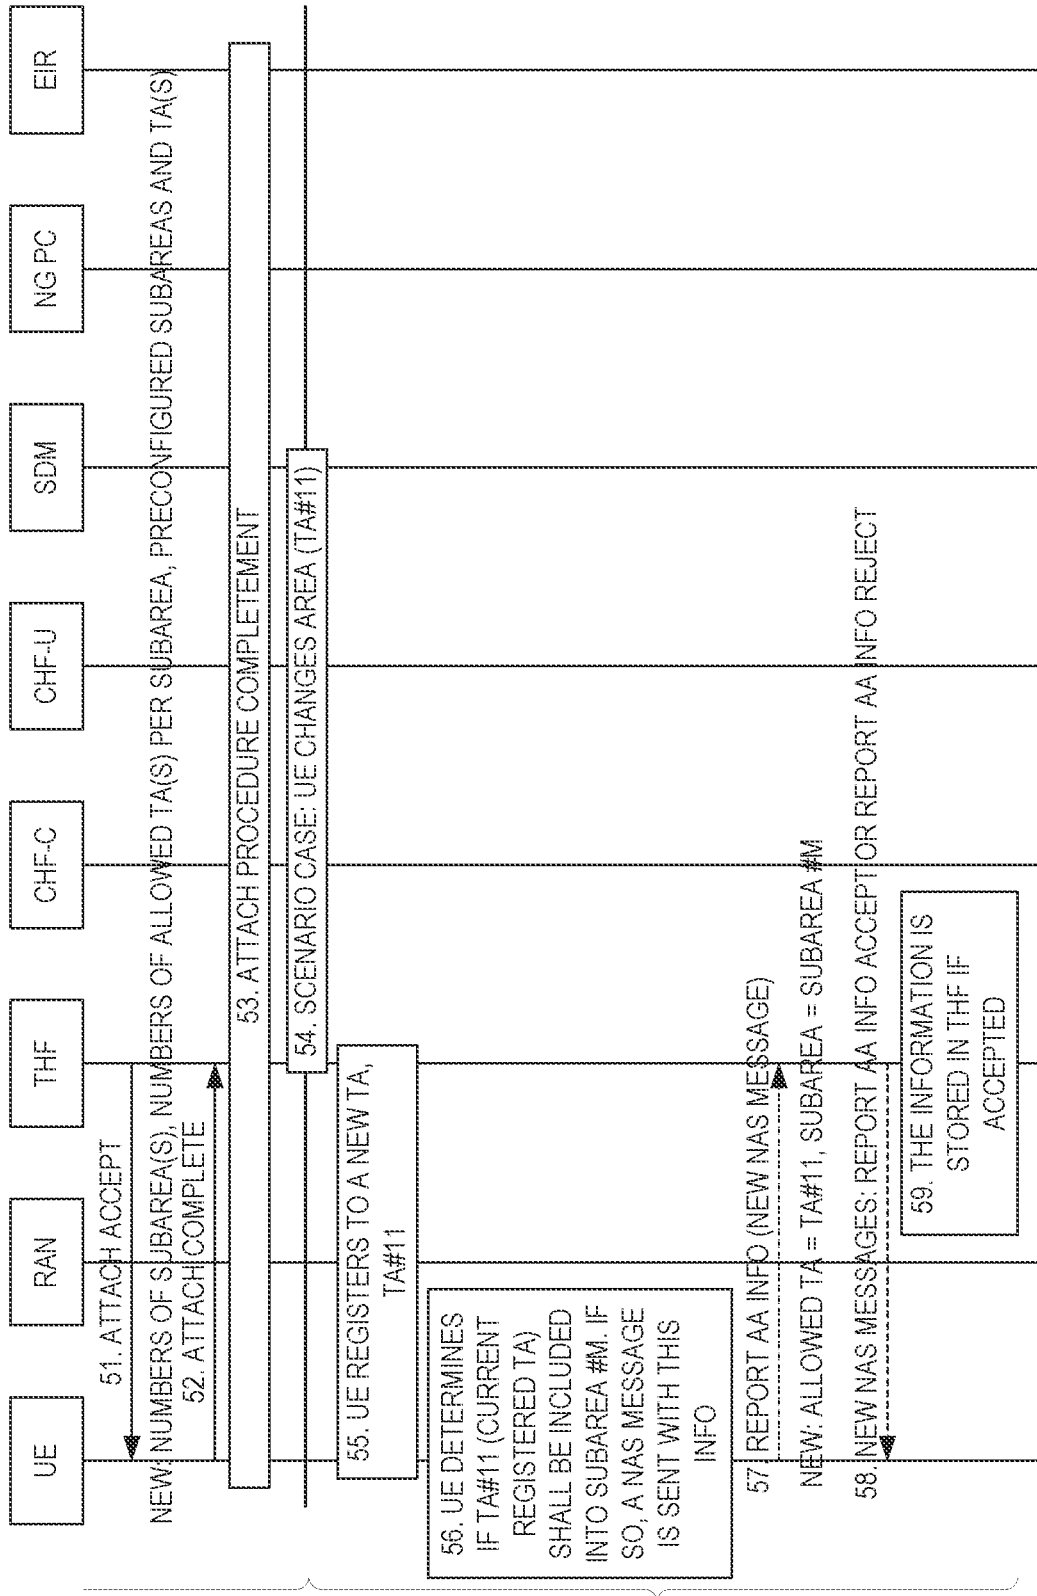 UE
RAN
THF
CHF-C
CHF-U
SDM
NG PC
EIR
51. ATTACH ACCEPT
NEW: NUMBERS OF SUBAREA(S), NUMBERS OF ALLOWED TA(S) PER SUBAREA, PRECONFIGURED SUBAREAS AND TA(S)
52. ATTACH COMPLETE
53. ATTACH PROCEDURE COMPLETEMENT
54. SCENARIO CASE: UE CHANGES AREA (TA#11)
55. UE REGISTERS TO A NEW TA,
TA#11
56. UE DETERMINES
IF TA#11 (CURRENT
REGISTERED TA)
SHALL BE INCLUDED
INTO SUBAREA #M. IF
SO, A NAS MESSAGE
IS SENT WITH THIS
INFO
57. REPORT AA INFO (NEW NAS MESSAGE)
NEW: ALLOWED TA = TA#11, SUBAREA = SUBAREA #M
58. NEW NAS MESSAGES: REPORT AA INFO ACCEPT OR REPORT AA INFO REJECT
59. THE INFORMATION IS
STORED IN THF IF
ACCEPTED